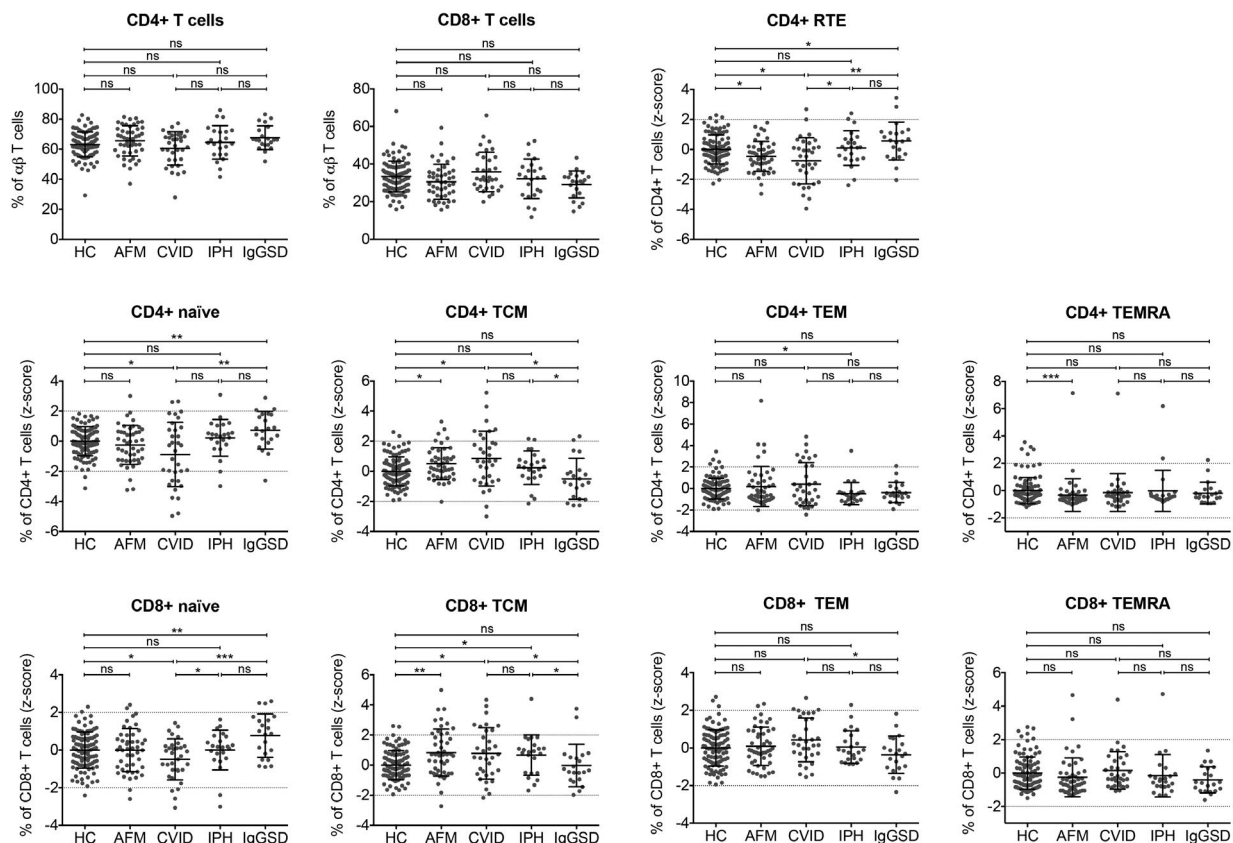 CD4+ T cells
ns
ns
ns ns
ns ns ns
% of αβ T cells
100
80
60
40
20
0
HC AFM CVID IPH IgGSD
CD8+ T cells
ns
ns
ns ns
ns ns ns
% of αβ T cells
80
60
40
20
0
HC AFM CVID IPH IgGSD
CD4+ RTE
*
ns
* **
* * ns
% of CD4+ T cells (z-score)
4
2
0
-2
-4
-6
HC AFM CVID IPH IgGSD
CD4+ naïve
**
ns
* **
ns ns ns
% of CD4+ T cells (z-score)
4
2
0
-2
-4
-6
HC AFM CVID IPH IgGSD
CD4+ TCM
ns
ns
* *
* ns *
% of CD4+ T cells (z-score)
6
4
2
0
-2
-4
HC AFM CVID IPH IgGSD
CD4+ TEM
ns
*
ns ns
ns ns ns
% of CD4+ T cells (z-score)
10
8
6
4
2
0
-2
-4
HC AFM CVID IPH IgGSD
CD4+ TEMRA
ns
ns
ns ns
*** ns ns
% of CD4+ T cells (z-score)
8
6
4
2
0
-2
HC AFM CVID IPH IgGSD
CD8+ naïve
**
ns
* ***
ns * ns
% of CD8+ T cells (z-score)
4
2
0
-2
-4
HC AFM CVID IPH IgGSD
CD8+ TCM
ns
*
* *
** ns *
% of CD8+ T cells (z-score)
6
4
2
0
-2
-4
HC AFM CVID IPH IgGSD
CD8+ TEM
ns
ns
ns *
ns ns ns
% of CD8+ T cells (z-score)
4
2
0
-2
-4
HC AFM CVID IPH IgGSD
CD8+ TEMRA
ns
ns
ns ns
ns ns ns
% of CD8+ T cells (z-score)
6
4
2
0
-2
HC AFM CVID IPH IgGSD